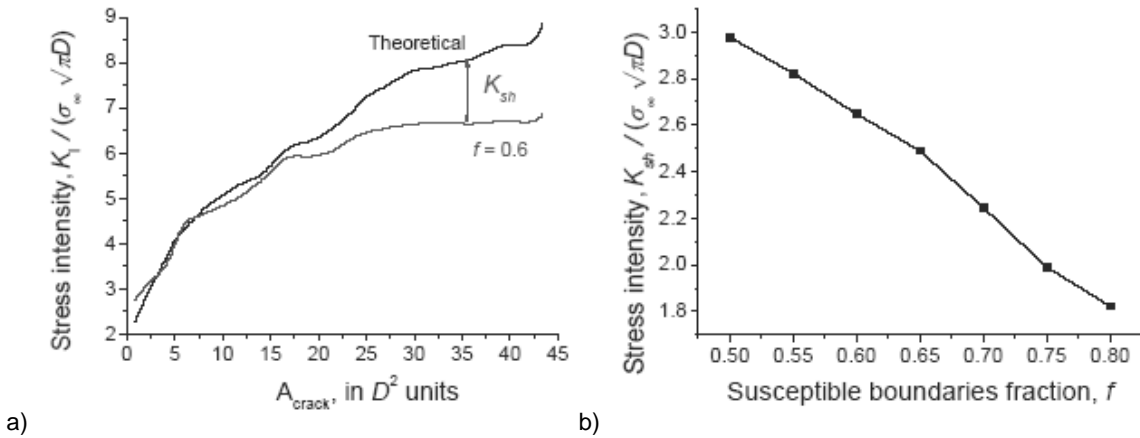 9
8
7
6
5
4
3
2
0 5 10 15 20 25 30 35 40 45
Stress intensity, K_I / (σ_∞ √πD)
A_crack, in D² units
Theoretical
K_sh
f = 0.6
a)
3.0
2.8
2.6
2.4
2.2
2.0
1.8
0.50 0.55 0.60 0.65 0.70 0.75 0.80
Stress intensity, K_sh / (σ_∞ √πD)
Susceptible boundaries fraction, f
b)